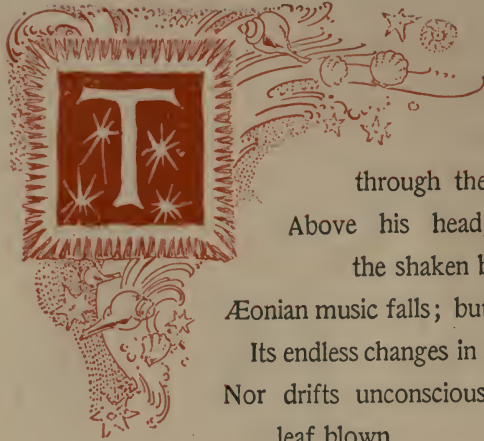 T
through the
Above his head
the shaken b
Æonian music falls; but
Its endless changes in
Nor drifts unconscious
leaf blown